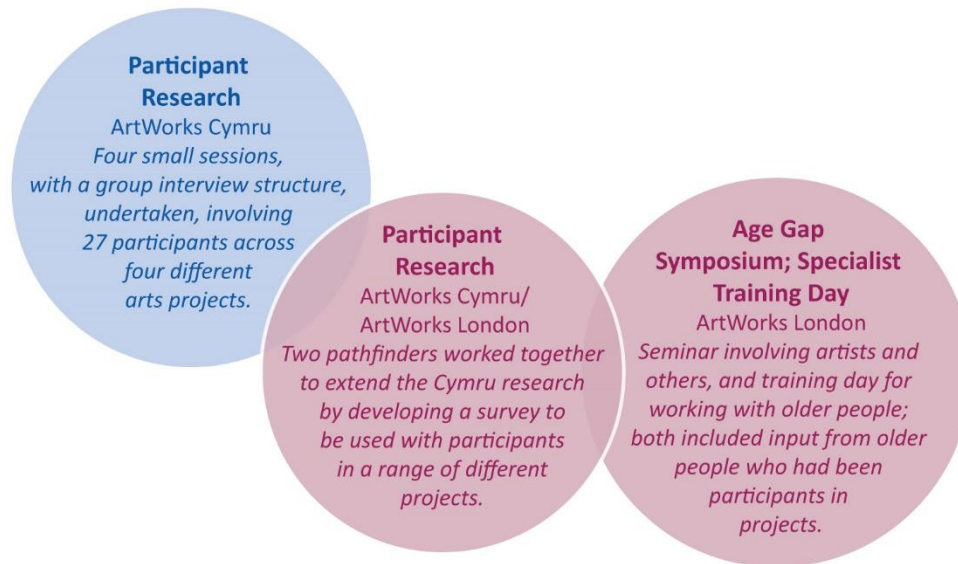 Participant
Research
ArtWorks Cymru
Four small sessions,
with a group interview structure,
undertaken, involving
27 participants across
four different
arts projects.
Participant
Research
ArtWorks Cymru/
ArtWorks London
Two pathfinders worked together
to extend the Cymru research
by developing a survey to
be used with participants
in a range of different
projects.
Age Gap
Symposium; Specialist
Training Day
ArtWorks London
Seminar involving artists and
others, and training day for
working with older people;
both included input from older
people who had been
participants in
projects.